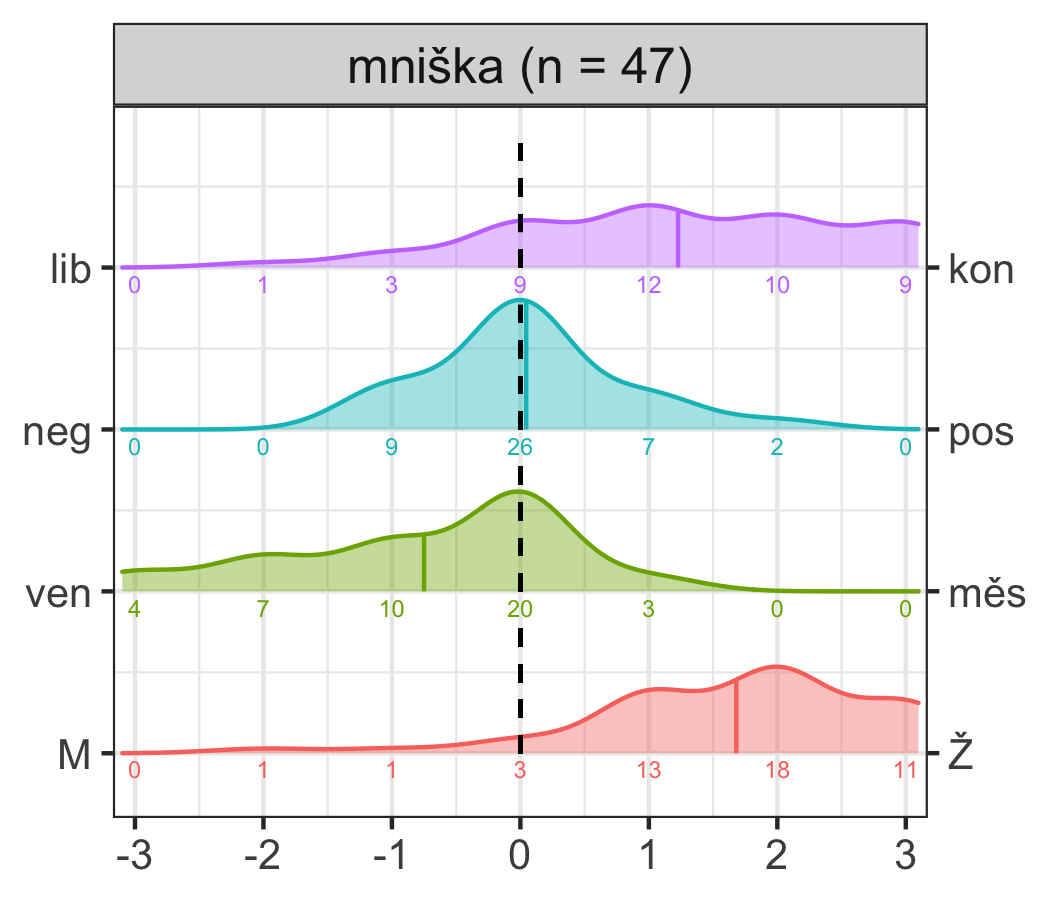 mniška (n = 47)
lib kon
0 1 3 9 12 10 9
neg pos
0 0 9 26 7 2 0
ven měs
4 7 10 20 3 0 0
M Ž
0 1 1 3 13 18 11
-3 -2 -1 0 1 2 3